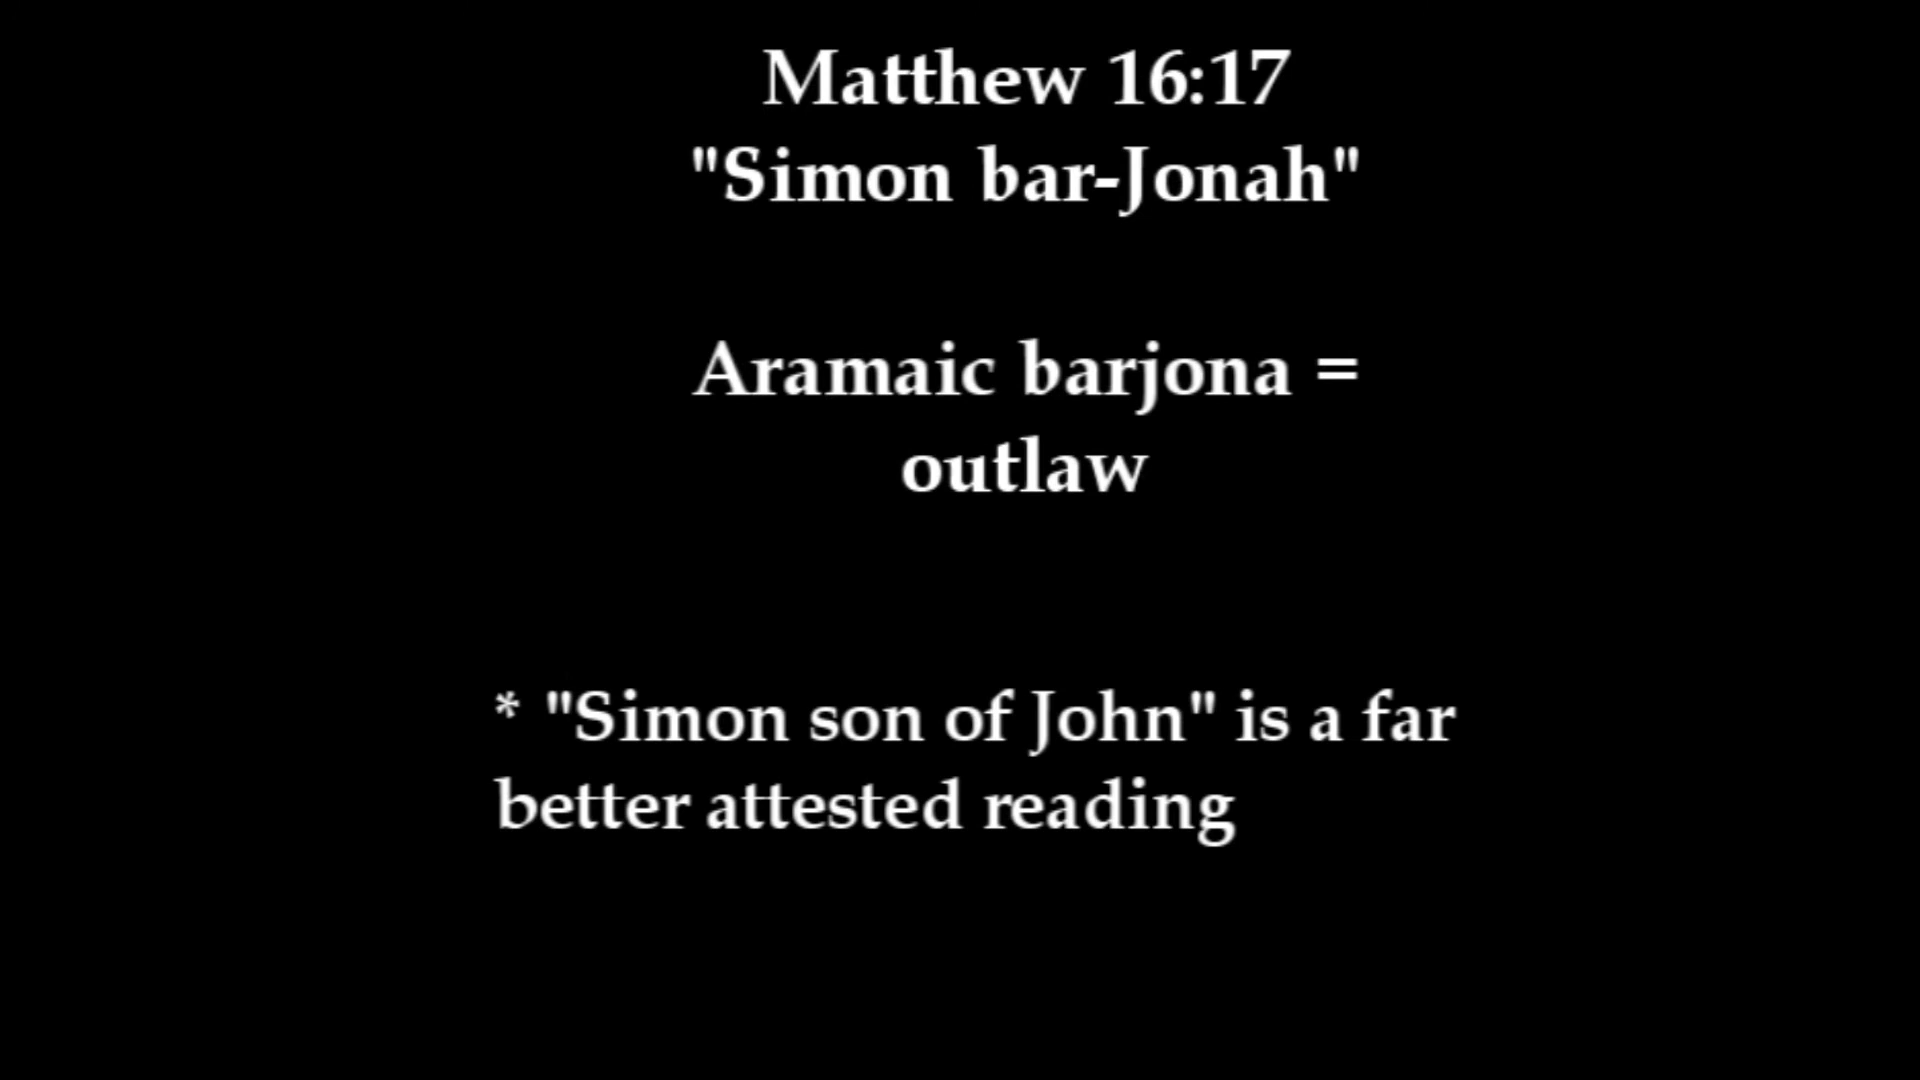 Matthew 16:17
"Simon bar-Jonah"
Aramaic barjona =
outlaw
* "Simon son of John" is a far
better attested reading